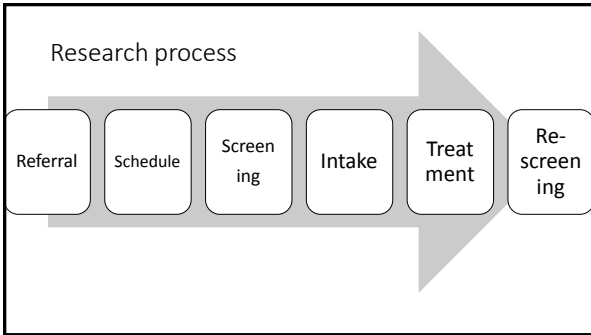 Research process
Referral
Schedule
Screen
ing
Intake
Treat
ment
Re-
screen
ing